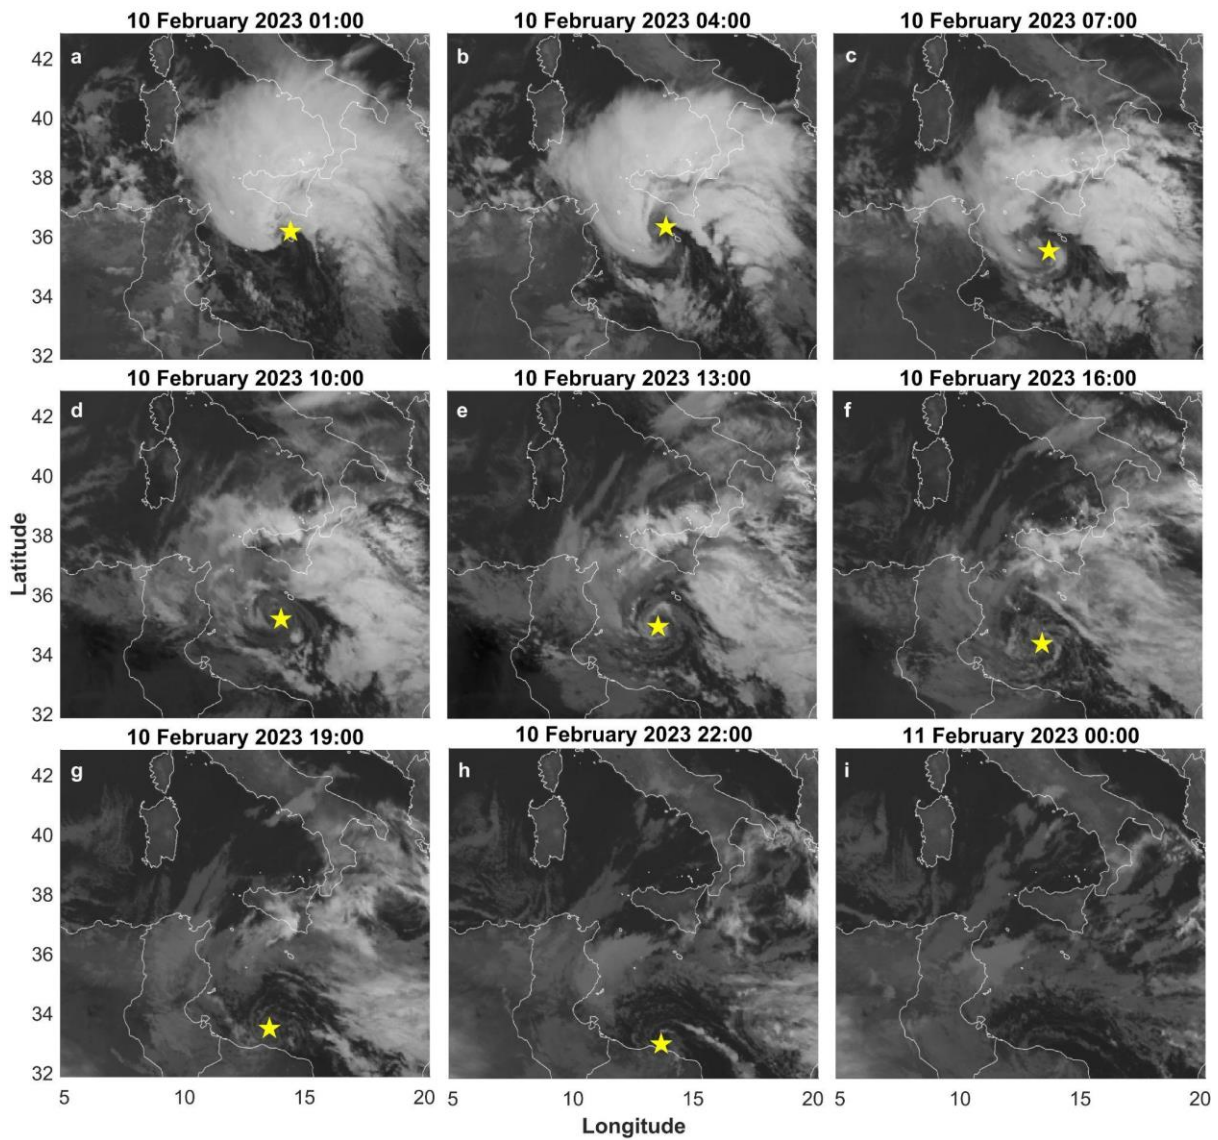 10 February 2023 01:00
10 February 2023 04:00
10 February 2023 07:00
a
b
c
42
40
38
36
34
32
10 February 2023 10:00
10 February 2023 13:00
10 February 2023 16:00
d
e
f
42
40
38
36
34
32
Latitude
10 February 2023 19:00
10 February 2023 22:00
11 February 2023 00:00
g
h
i
42
40
38
36
34
32
5 10 15 20
5 10 15 20
5 10 15 20
Longitude